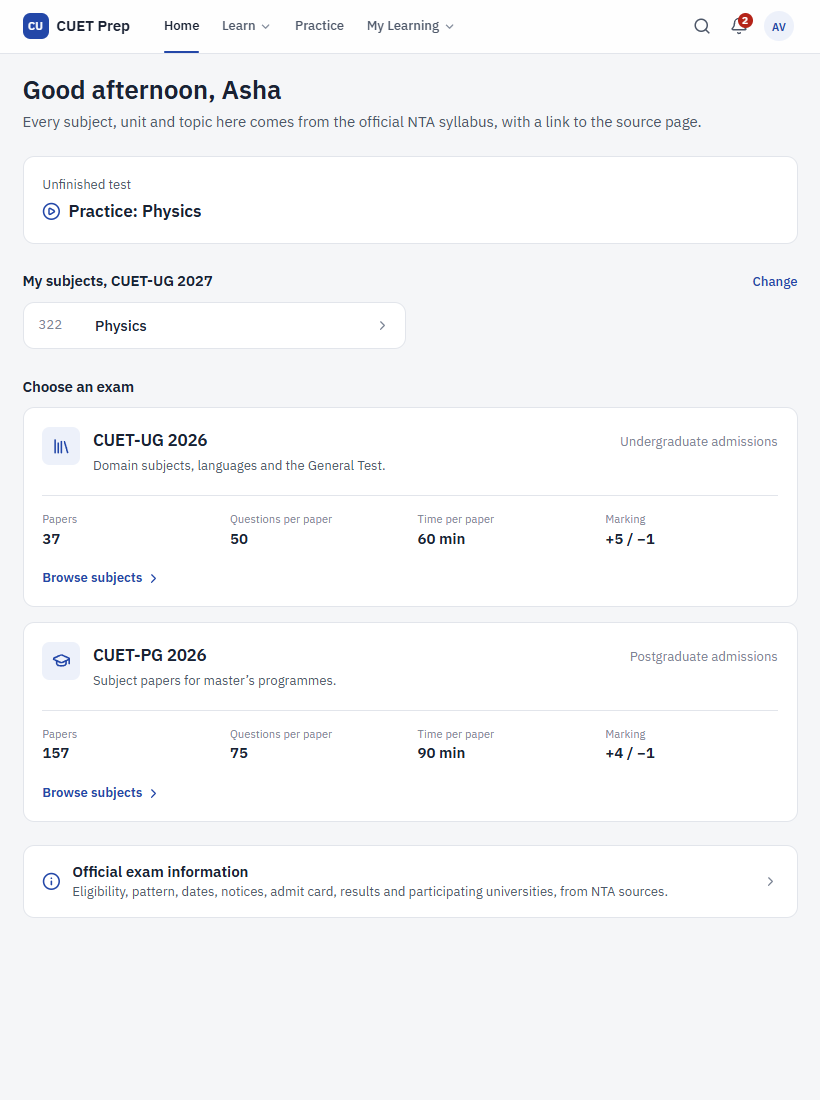 CU CUET Prep Home Learn Practice My Learning 2 AV
Good afternoon, Asha
Every subject, unit and topic here comes from the official NTA syllabus, with a link to the source page.
Unfinished test
Practice: Physics
My subjects, CUET-UG 2027 Change
322 Physics
Choose an exam
CUET-UG 2026 Undergraduate admissions
Domain subjects, languages and the General Test.
Papers Questions per paper Time per paper Marking
37 50 60 min +5 / −1
Browse subjects
CUET-PG 2026 Postgraduate admissions
Subject papers for master’s programmes.
Papers Questions per paper Time per paper Marking
157 75 90 min +4 / −1
Browse subjects
Official exam information
Eligibility, pattern, dates, notices, admit card, results and participating universities, from NTA sources.